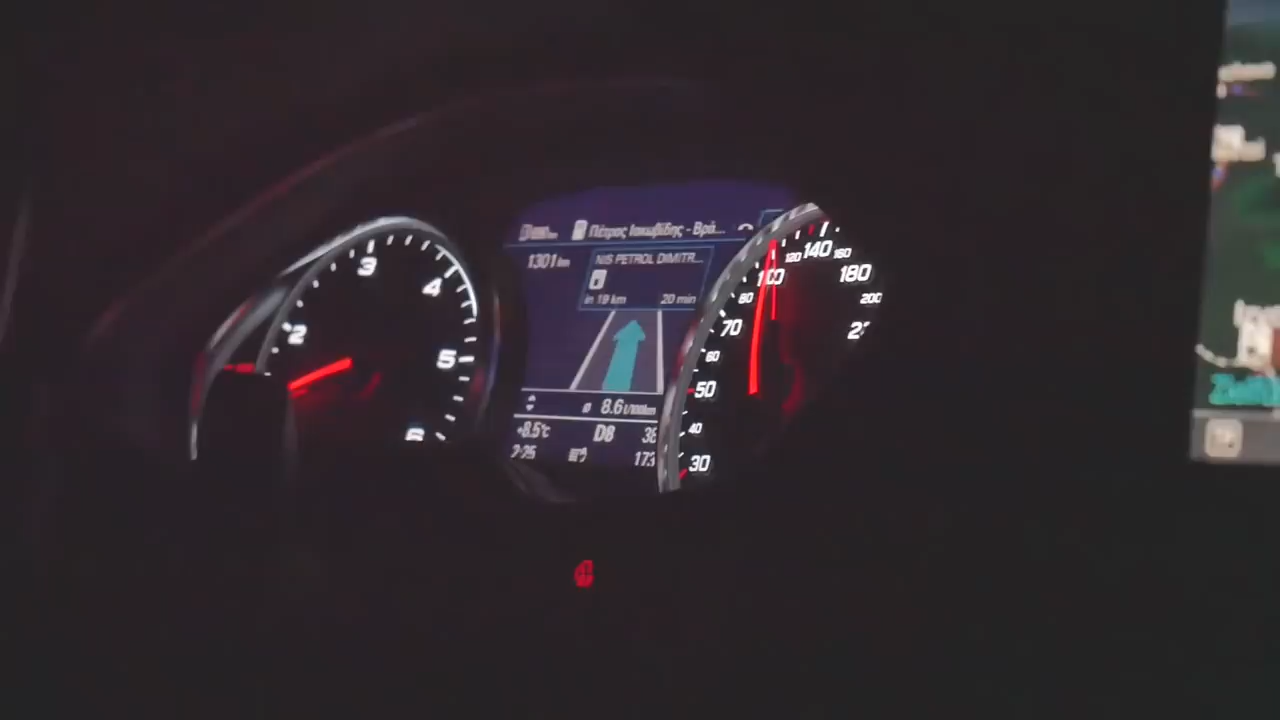 Πέτρος Ιακωβίδης - Βρά...
1301 km
NIS PETROL DIMITR...
in 19 km 20 min
ø 8.6 l/100km
+8.5°C D8 38
2:25 173
2 3 4 5 6
30 40 50 60 70 80 100 120 140 160 180 200